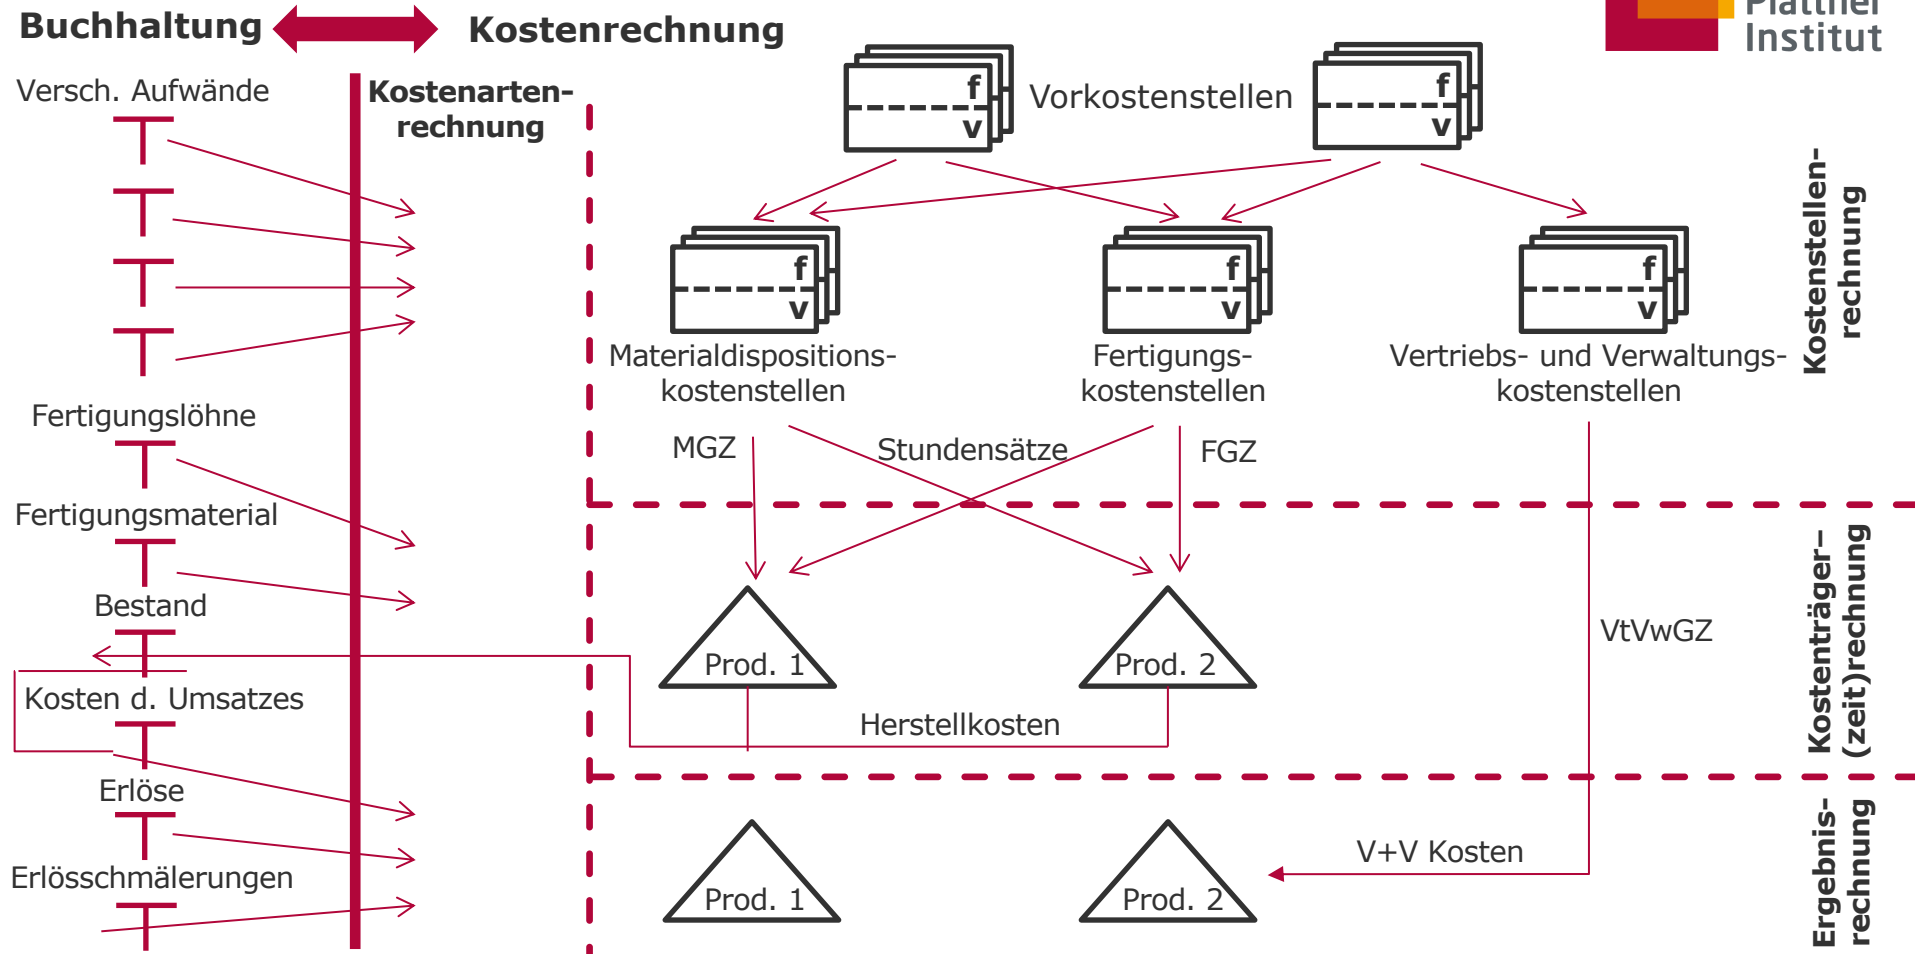 Buchhaltung
Kostenrechnung
Plattner
Institut
Versch. Aufwände
Kostenarten-
rechnung
f
v
Vorkostenstellen
f
v
Kostenstellen-
rechnung
f
v
f
v
f
v
Materialdispositions-
kostenstellen
Fertigungs-
kostenstellen
Vertriebs- und Verwaltungs-
kostenstellen
Fertigungslöhne
MGZ
Stundensätze
FGZ
Fertigungsmaterial
Kostenträger–
(zeit)rechnung
Bestand
VtVwGZ
Prod. 1
Prod. 2
Kosten d. Umsatzes
Herstellkosten
Erlöse
Ergebnis-
rechnung
V+V Kosten
Erlösschmälerungen
Prod. 1
Prod. 2